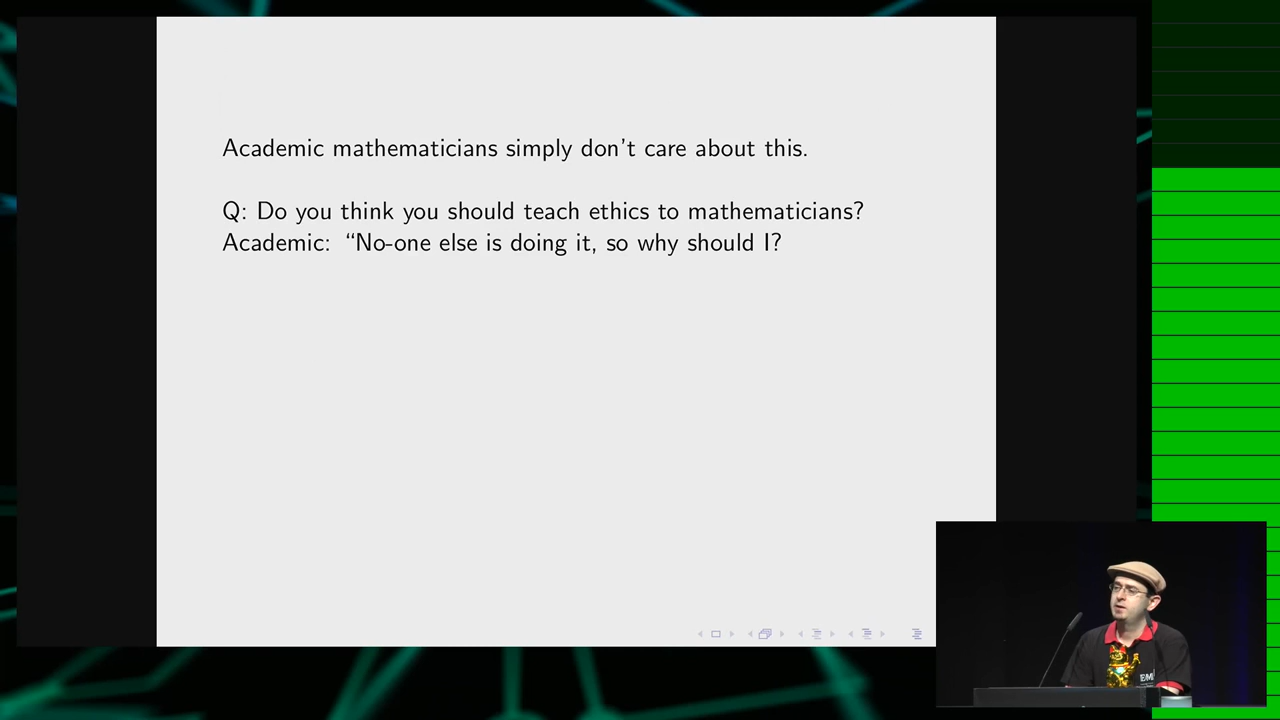 Academic mathematicians simply don't care about this.
Q: Do you think you should teach ethics to mathematicians?
Academic: “No-one else is doing it, so why should I?